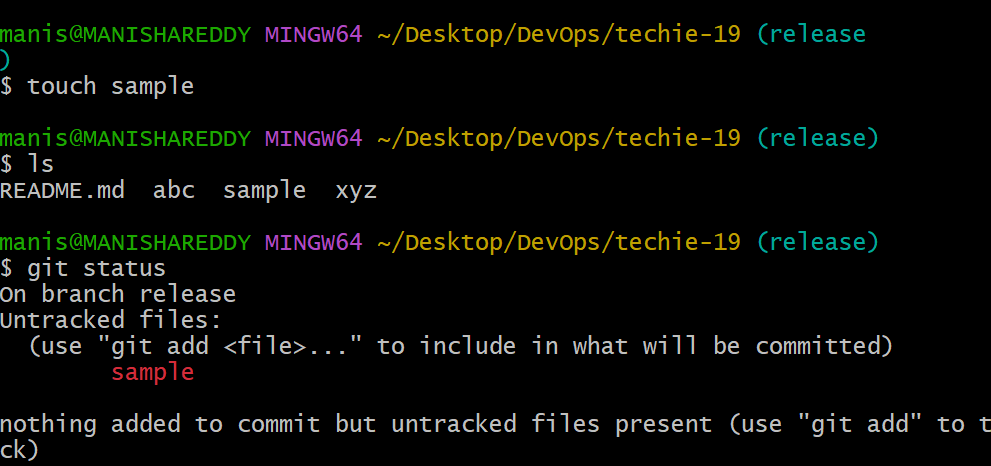 manis@MANISHAREDDY MINGW64 ~/Desktop/DevOps/techie-19 (release
)
$ touch sample
manis@MANISHAREDDY MINGW64 ~/Desktop/DevOps/techie-19 (release)
$ ls
README.md  abc  sample  xyz
manis@MANISHAREDDY MINGW64 ~/Desktop/DevOps/techie-19 (release)
$ git status
On branch release
Untracked files:
  (use "git add <file>..." to include in what will be committed)
        sample
nothing added to commit but untracked files present (use "git add" to t
ck)